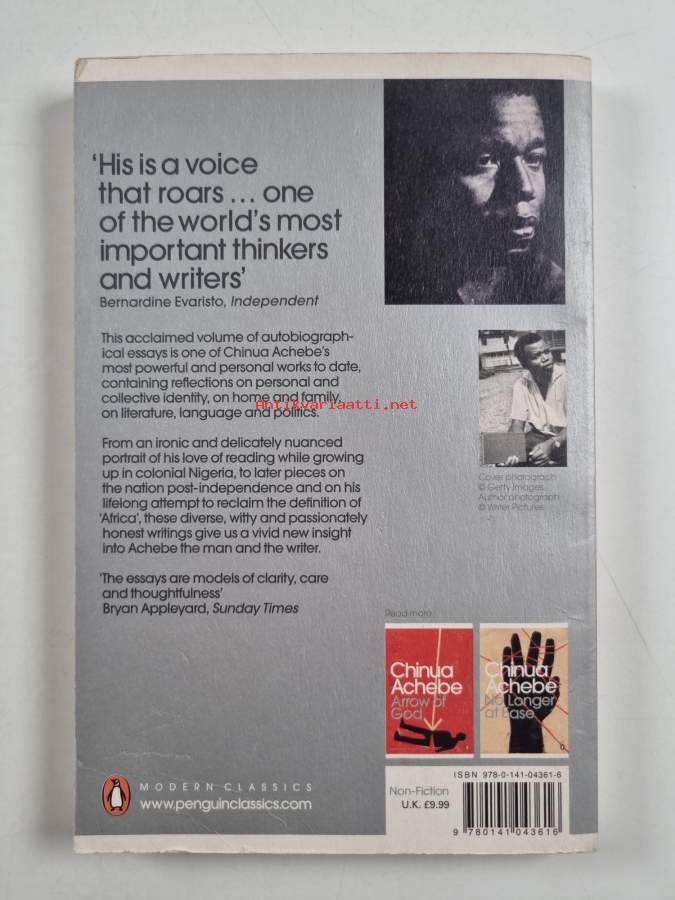 ‘His is a voice
that roars ... one
of the world’s most
important thinkers
and writers’
Bernardine Evaristo, Independent
This acclaimed volume of autobiograph-
ical essays is one of Chinua Achebe’s
most powerful and personal works to date,
containing reflections on personal and
collective identity, on home and family,
on literature, language and politics.
From an ironic and delicately nuanced
portrait of his love of reading while growing
up in colonial Nigeria, to later pieces on
the nation post-independence and on his
lifelong attempt to reclaim the definition of
‘Africa’, these diverse, witty and passionately
honest writings give us a vivid new insight
into Achebe the man and the writer.
‘The essays are models of clarity, care
and thoughtfulness’
Bryan Appleyard, Sunday Times
Antikvariaatti.net
Cover photograph
© Getty Images
Author photograph
© Writer Pictures
Read more
Chinua
Achebe
Arrow of
God
Chinua
Achebe
No Longer
at Ease
MODERN CLASSICS
www.penguinclassics.com
Non-Fiction
U.K. £9.99
ISBN 978-0-141-04361-6
9 780141 043616